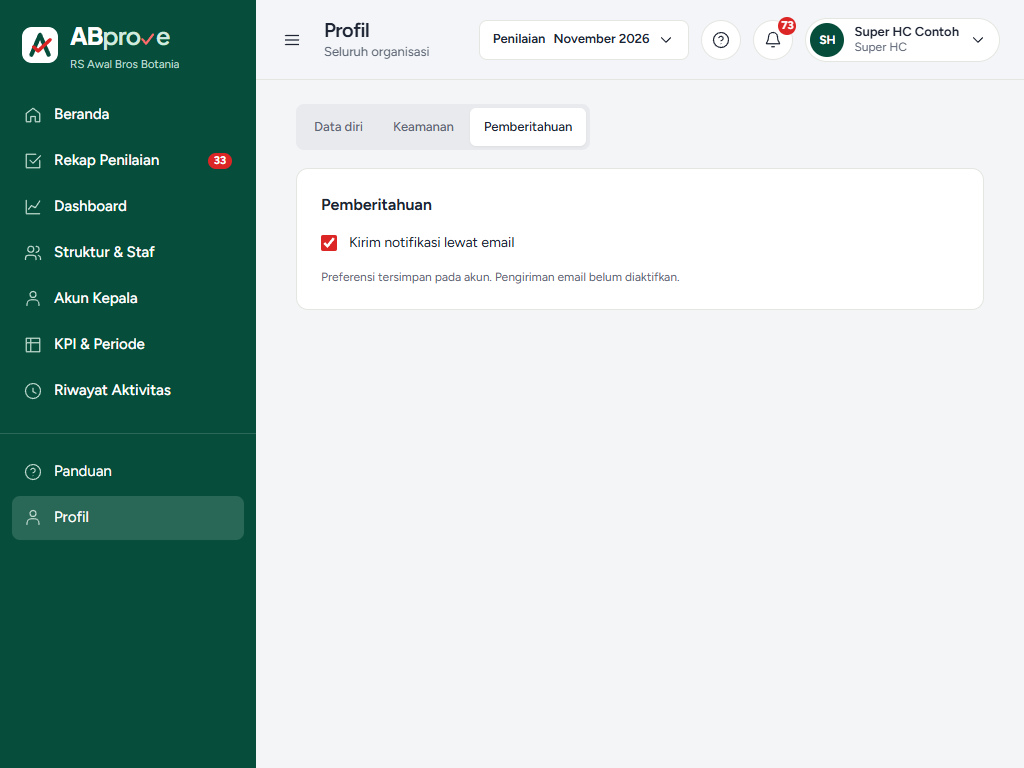 ABprove
RS Awal Bros Botania
Beranda
Rekap Penilaian 33
Dashboard
Struktur & Staf
Akun Kepala
KPI & Periode
Riwayat Aktivitas
Panduan
Profil
Profil
Seluruh organisasi
Penilaian November 2026
73
SH
Super HC Contoh
Super HC
Data diri Keamanan Pemberitahuan
Pemberitahuan
Kirim notifikasi lewat email
Preferensi tersimpan pada akun. Pengiriman email belum diaktifkan.